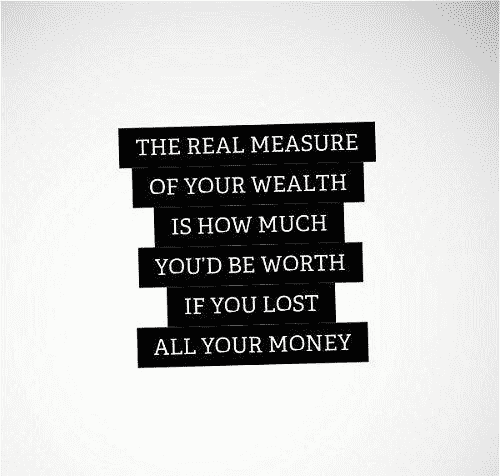 THE REAL MEASURE
OF YOUR WEALTH
IS HOW MUCH
YOU'D BE WORTH
IF YOU LOST
ALL YOUR MONEY